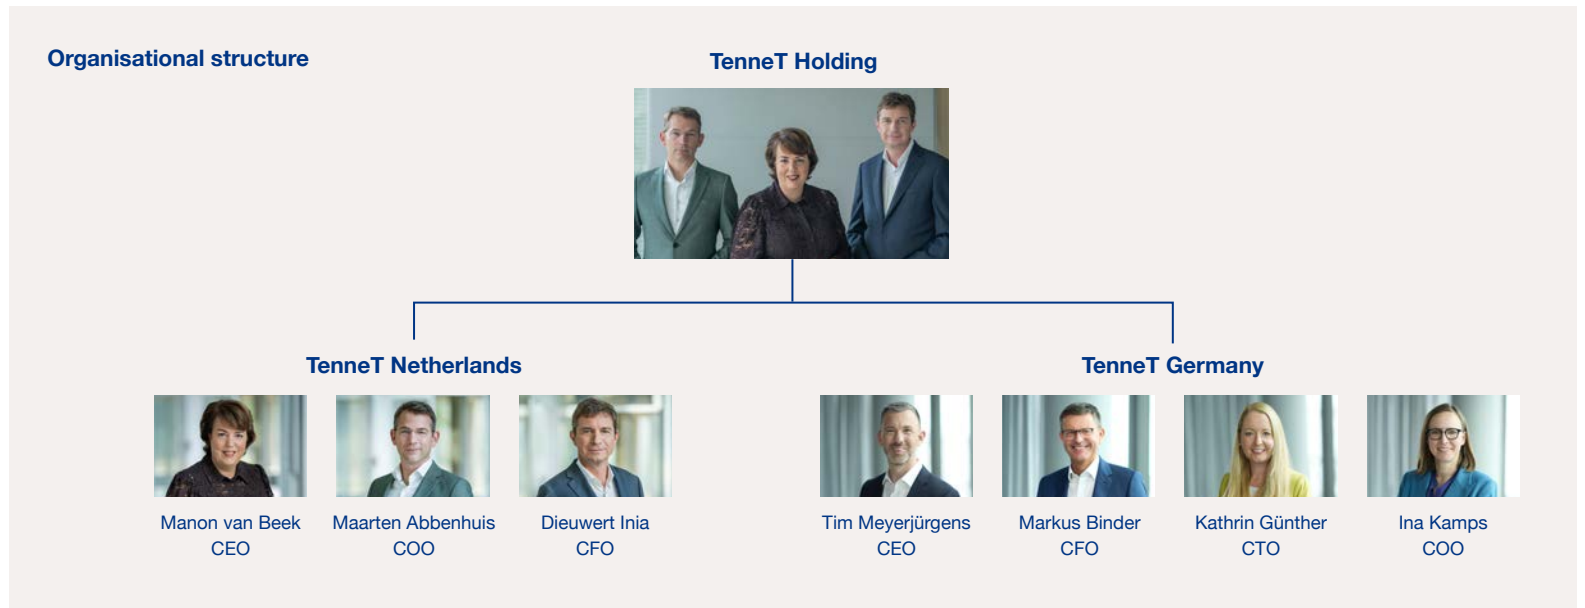 Organisational structure
TenneT Holding
TenneT Netherlands
TenneT Germany
Manon van Beek
CEO
Maarten Abbenhuis
COO
Dieuwert Inia
CFO
Tim Meyerjürgens
CEO
Markus Binder
CFO
Kathrin Günther
CTO
Ina Kamps
COO